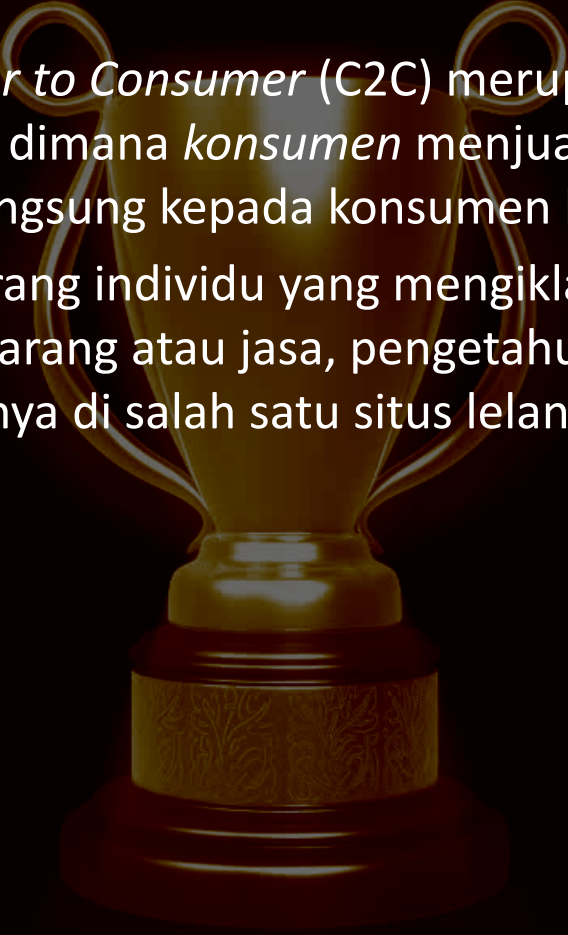 r to Consumer (C2C) merup
dimana konsumen menjua
ngsung kepada konsumen
rang individu yang mengikla
arang atau jasa, pengetahu
nya di salah satu situs lelan